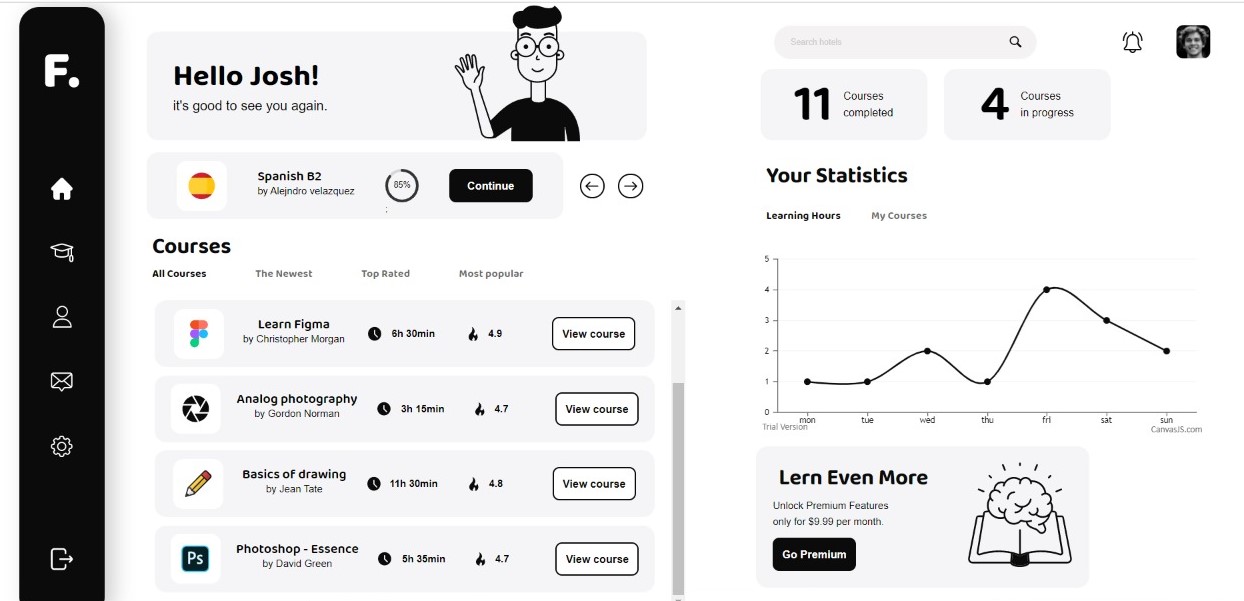 F.
Hello Josh!
it's good to see you again.
Search hotels
11 Courses completed
4 Courses in progress
Spanish B2
by Alejndro velazquez
85%
;
Continue
Courses
All Courses The Newest Top Rated Most popular
Learn Figma
by Christopher Morgan
6h 30min
4.9
View course
Analog photography
by Gordon Norman
3h 15min
4.7
View course
Basics of drawing
by Jean Tate
11h 30min
4.8
View course
Ps
Photosphop - Essence
by David Green
5h 35min
4.7
View course
Your Statistics
Learning Hours My Courses
5
4
3
2
1
0
mon tue wed thu fri sat sun
Trial Version
CanvasJS.com
Lern Even More
Unlock Premium Features
only for $9.99 per month.
Go Premium